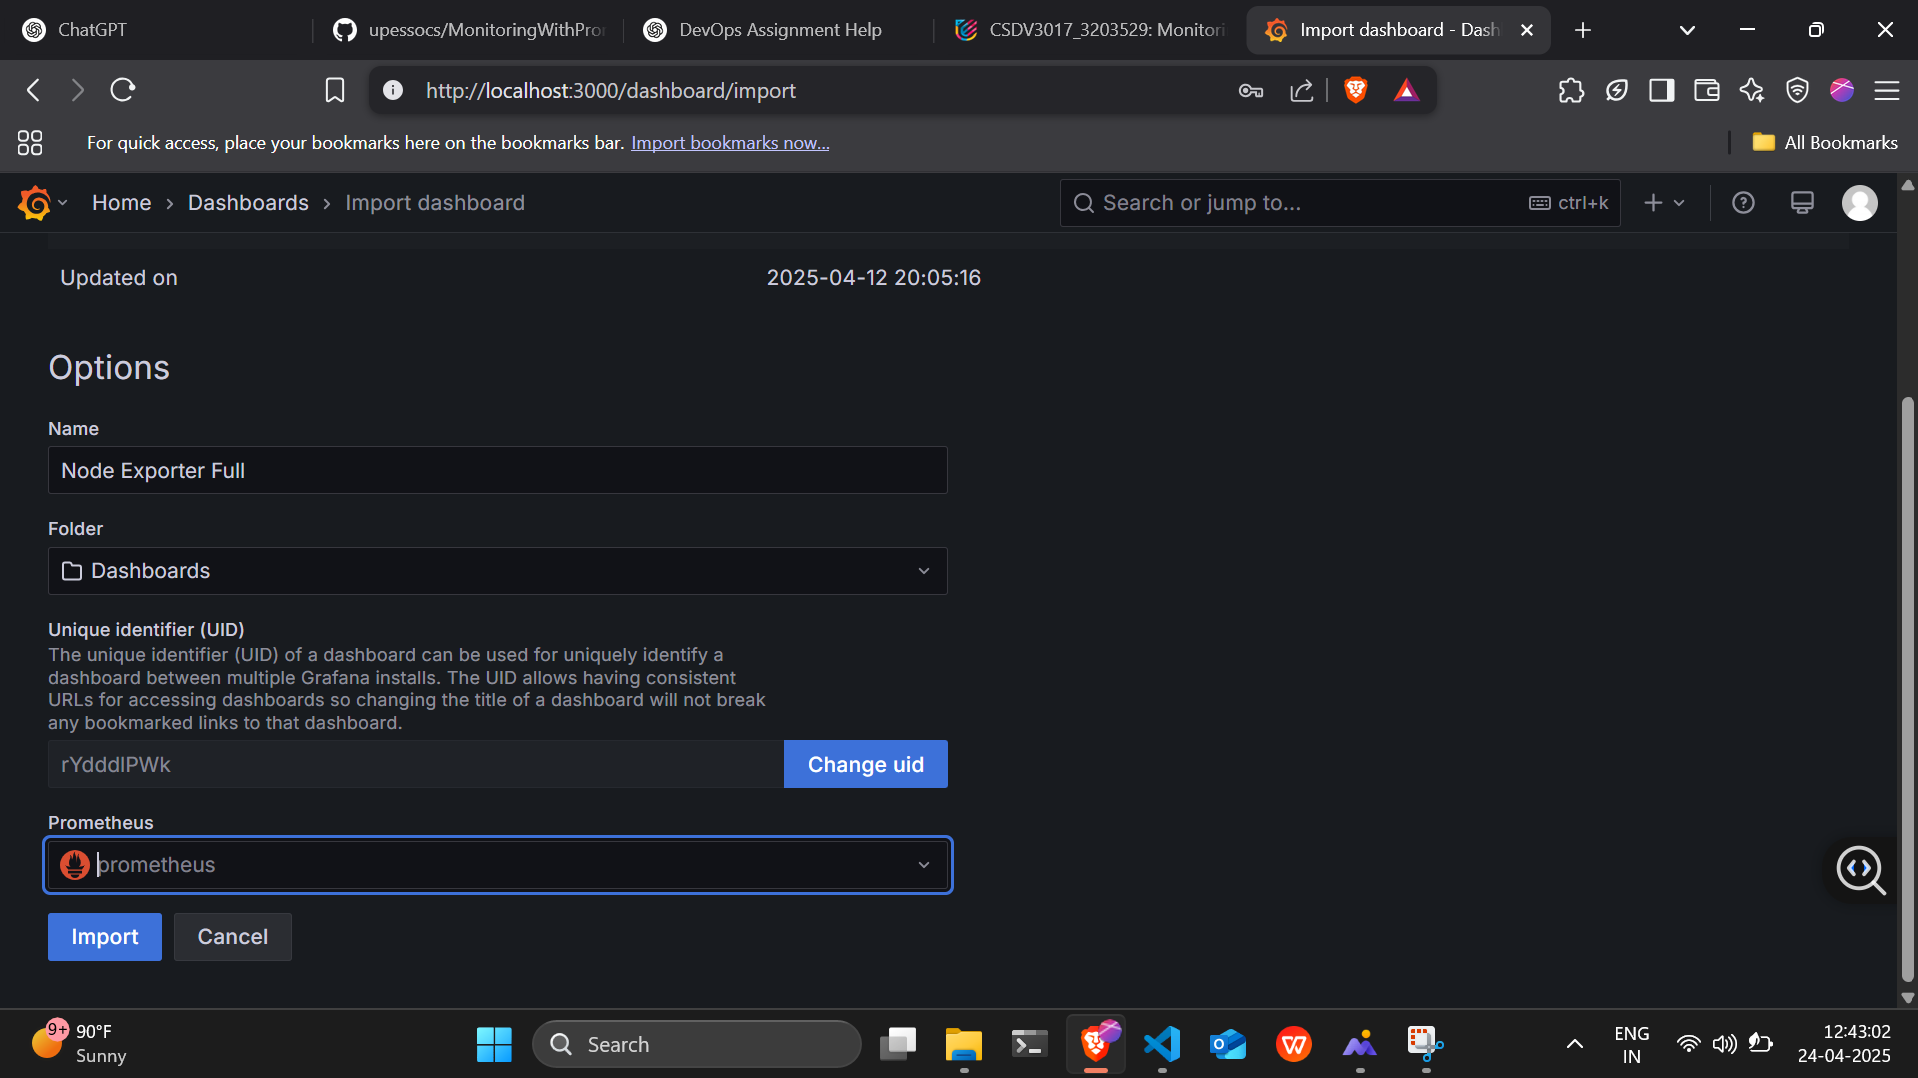 ChatGPT
upessocs/MonitoringWithPro
DevOps Assignment Help
CSDV3017_3203529: Monitori
Import dashboard - Dash
http://localhost:3000/dashboard/import
For quick access, place your bookmarks here on the bookmarks bar. Import bookmarks now...
All Bookmarks
Home › Dashboards › Import dashboard
Search or jump to...
ctrl+k
Updated on
2025-04-12 20:05:16
Options
Name
Node Exporter Full
Folder
Dashboards
Unique identifier (UID)
The unique identifier (UID) of a dashboard can be used for uniquely identify a
dashboard between multiple Grafana installs. The UID allows having consistent
URLs for accessing dashboards so changing the title of a dashboard will not break
any bookmarked links to that dashboard.
rYdddlPWk
Change uid
Prometheus
prometheus
Import
Cancel
9+
90°F
Sunny
Search
ENG
IN
12:43:02
24-04-2025